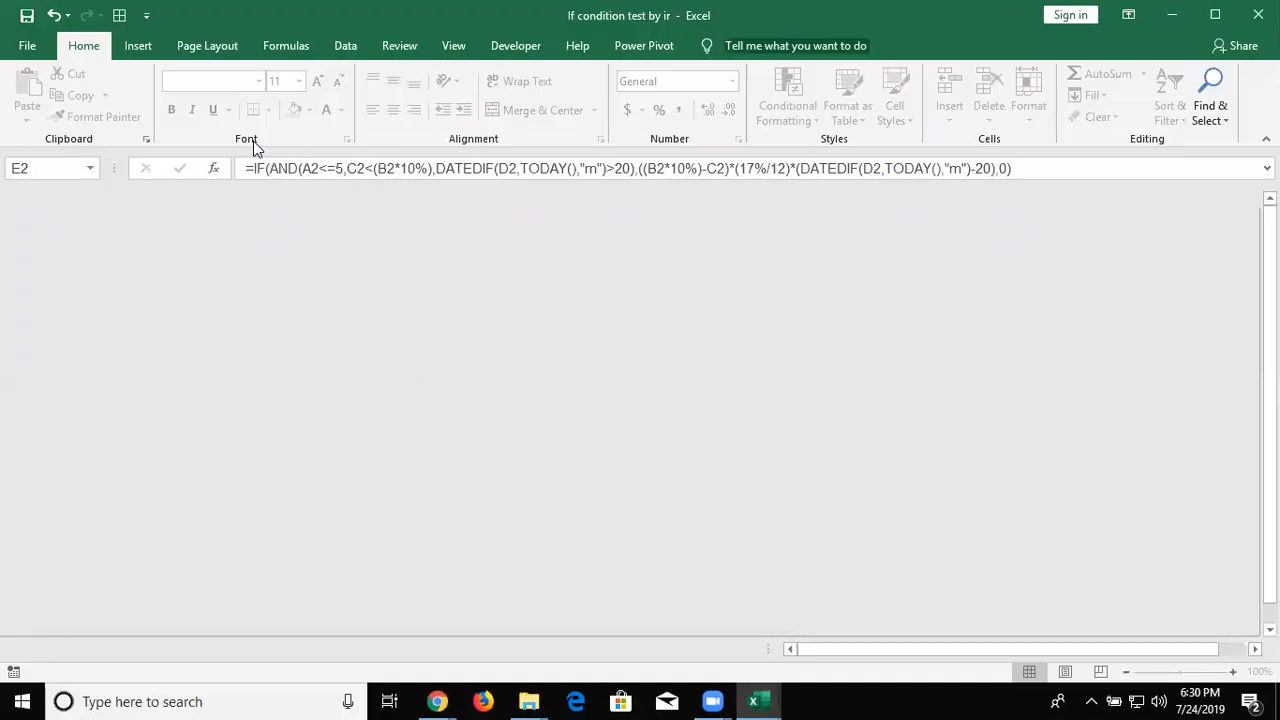 If condition test by ir - Excel
Sign in
File Home Insert Page Layout Formulas Data Review View Developer Help Power Pivot Tell me what you want to do Share
Paste
Cut
Copy
Format Painter
Clipboard
11
B I U
Font
Wrap Text
Merge & Center
Alignment
General
$ %
Number
Conditional Formatting
Format as Table
Cell Styles
Styles
Insert
Delete
Format
Cells
AutoSum
Fill
Clear
Sort & Filter
Find & Select
Editing
E2
fx
=IF(AND(A2<=5,C2<(B2*10%),DATEDIF(D2,TODAY(),"m")>20),((B2*10%)-C2)*(17%/12)*(DATEDIF(D2,TODAY(),"m")-20),0)
100%
Type here to search
6:30 PM
7/24/2019
2